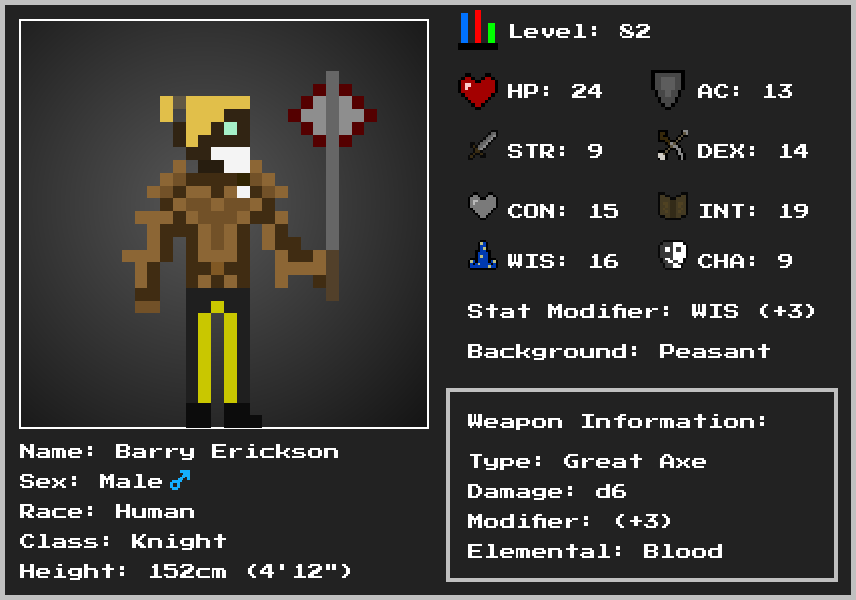 Level: 82
HP: 24 AC: 13
STR: 9 DEX: 14
CON: 15 INT: 19
WIS: 16 CHA: 9
Stat Modifier: WIS (+3)
Background: Peasant
Weapon Information:
Type: Great Axe
Damage: d6
Modifier: (+3)
Elemental: Blood
Name: Barry Erickson
Sex: Male ♂
Race: Human
Class: Knight
Height: 152cm (4'12")